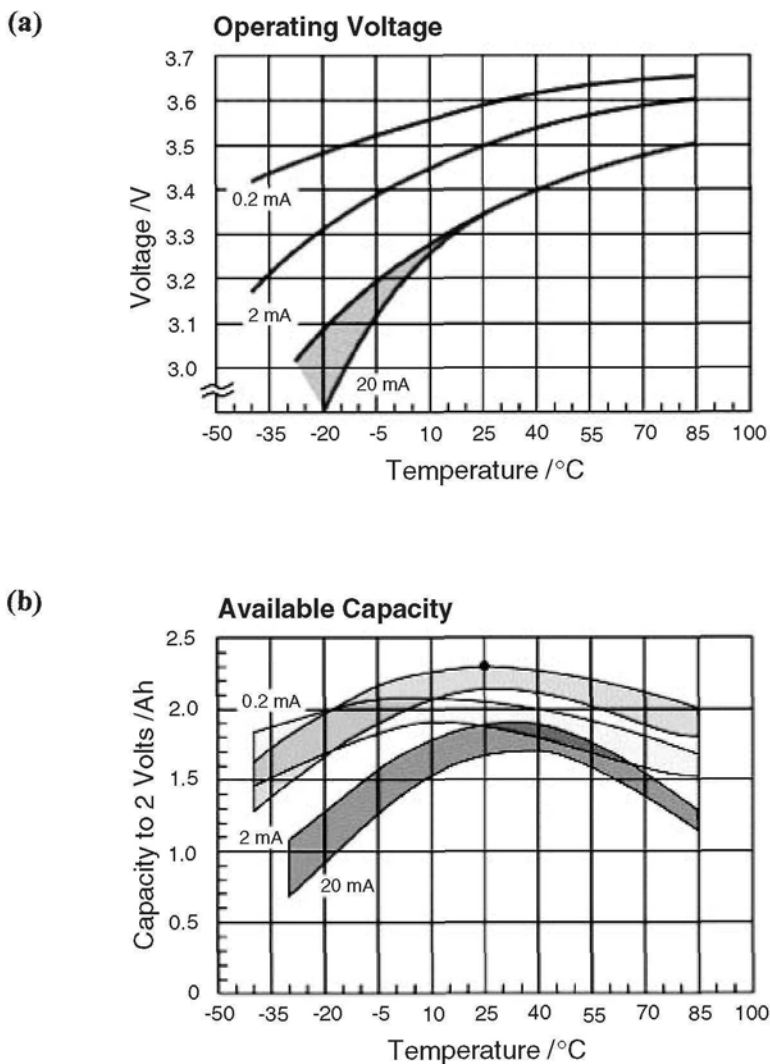 (a)
Operating Voltage
3.7
3.6
3.5
3.4
3.3
3.2
3.1
3.0
Voltage /V
0.2 mA
2 mA
20 mA
-50 -35 -20 -5 10 25 40 55 70 85 100
Temperature /°C
(b)
Available Capacity
2.5
2.0
1.5
1.0
0.5
0
Capacity to 2 Volts /Ah
0.2 mA
2 mA
20 mA
-50 -35 -20 -5 10 25 40 55 70 85 100
Temperature /°C